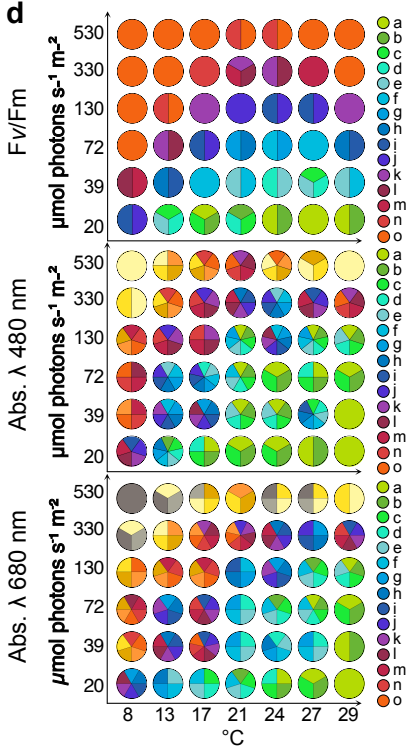 d
Fv/Fm
µmol photons s⁻¹ m⁻²
530
330
130
72
39
20
a
b
c
d
e
f
g
h
i
j
k
l
m
n
o
Abs. λ 480 nm
µmol photons s⁻¹ m⁻²
530
330
130
72
39
20
a
b
c
d
e
f
g
h
i
j
k
l
m
n
o
Abs. λ 680 nm
µmol photons s⁻¹ m⁻²
530
330
130
72
39
20
a
b
c
d
e
f
g
h
i
j
k
l
m
n
o
8 13 17 21 24 27 29
°C